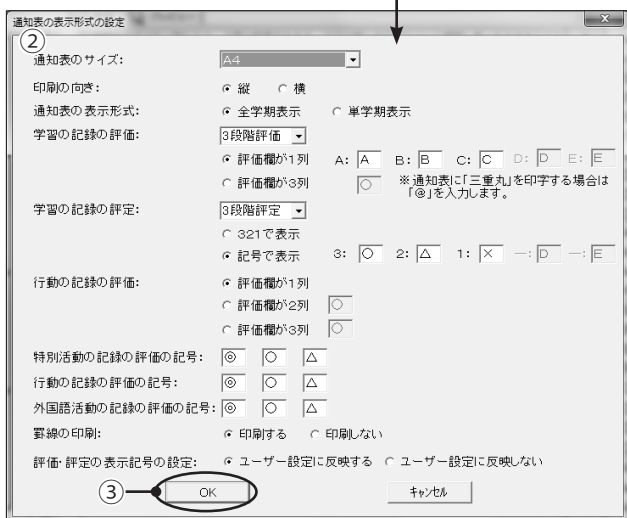 通知表の表示形式の設定
②
通知表のサイズ: A4
印刷の向き: 縦 横
通知表の表示形式: 全学期表示 単学期表示
学習の記録の評価: 3段階評価
評価欄が1列 A: A B: B C: C D: D E: E
評価欄が3列 ○ ※通知表に「三重丸」を印字する場合は
「@」を入力します。
学習の記録の評定: 3段階評定
321で表示
記号で表示 3: ○ 2: △ 1: × ー: D ー: E
行動の記録の評価: 評価欄が1列
評価欄が2列 ○
評価欄が3列 ○
特別活動の記録の評価の記号: ◎ ○ △
行動の記録の評価の記号: ◎ ○ △
外国語活動の記録の評価の記号: ◎ ○ △
罫線の印刷: 印刷する 印刷しない
評価・評定の表示記号の設定: ユーザー設定に反映する ユーザー設定に反映しない
③ OK キャンセル